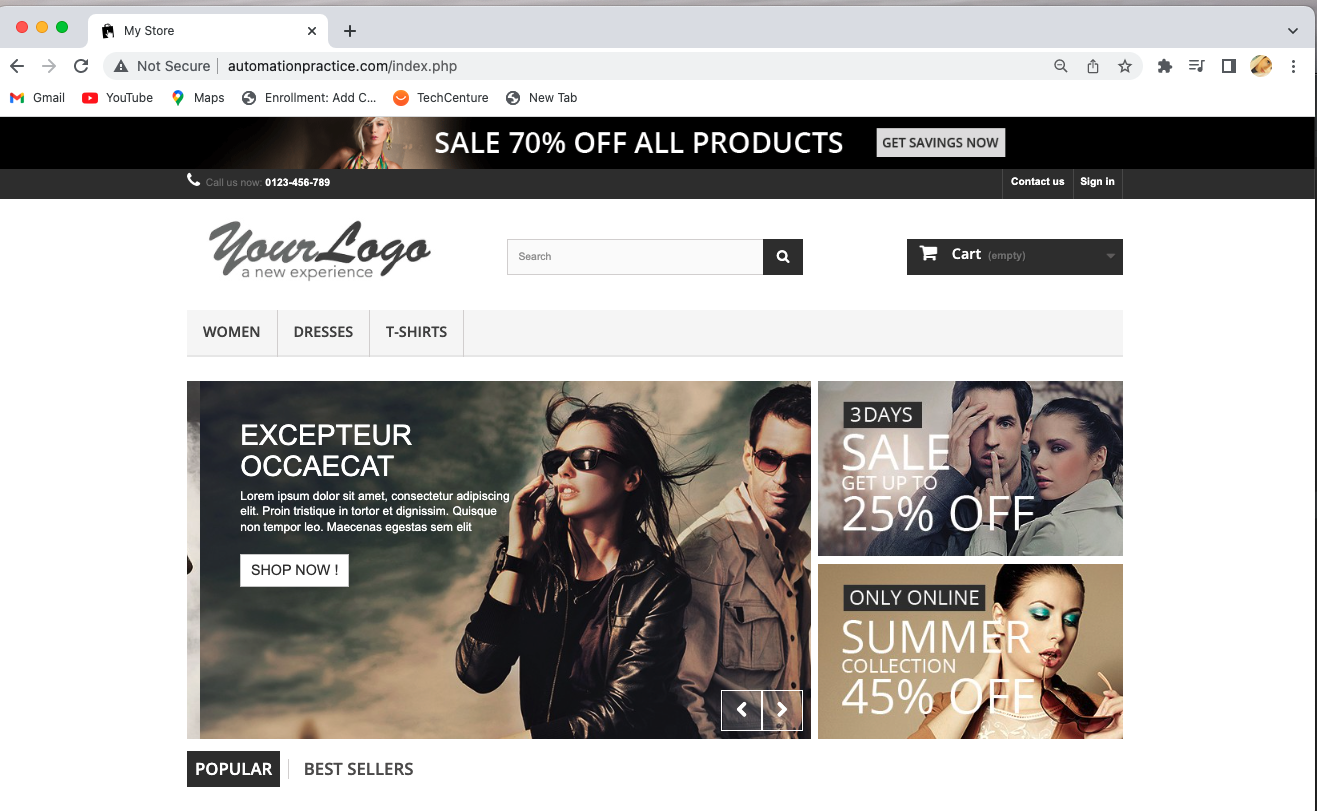 My Store
Not Secure automationpractice.com/index.php
Gmail YouTube Maps Enrollment: Add C... TechCenture New Tab
SALE 70% OFF ALL PRODUCTS GET SAVINGS NOW
Call us now: 0123-456-789 Contact us Sign in
YourLogo
a new experience
Search
Cart (empty)
WOMEN DRESSES T-SHIRTS
EXCEPTEUR
OCCAECAT
Lorem ipsum dolor sit amet, consectetur adipiscing
elit. Proin tristique in tortor et dignissim. Quisque
non tempor leo. Maecenas egestas sem elit
SHOP NOW !
3 DAYS
SALE
GET UP TO
25% OFF
ONLY ONLINE
SUMMER
COLLECTION
45% OFF
POPULAR BEST SELLERS